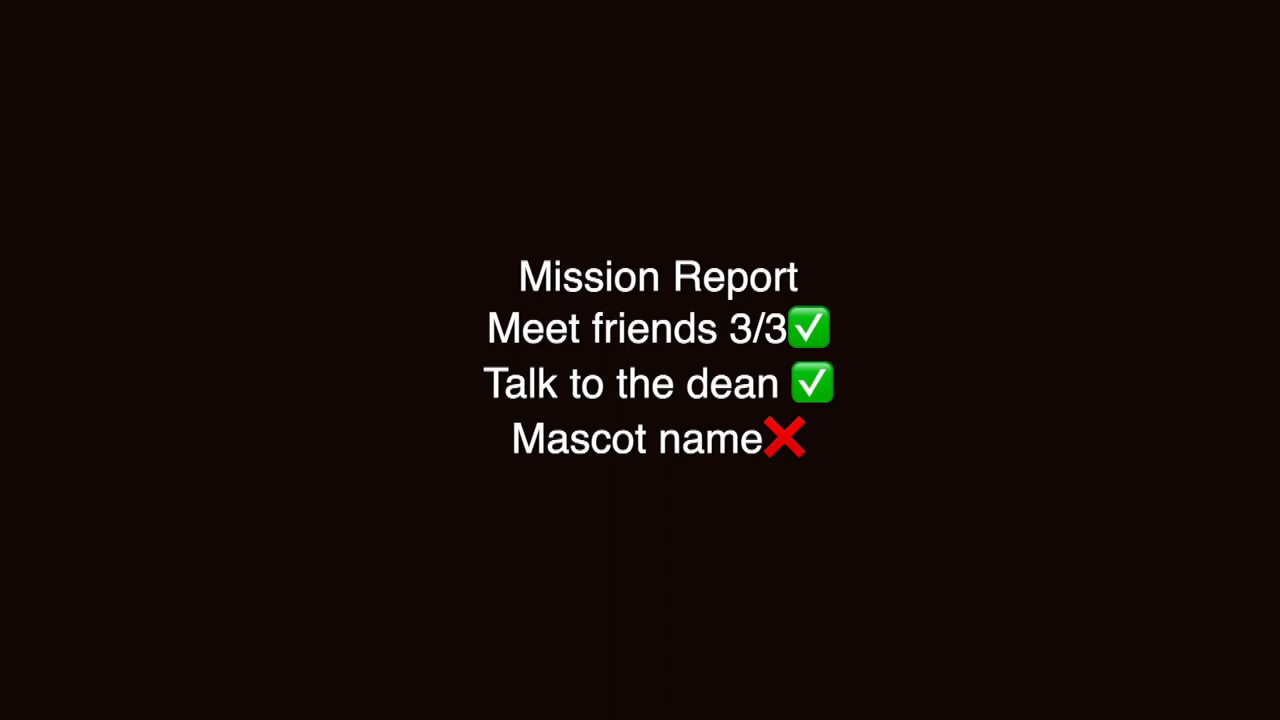 Mission Report
Meet friends 3/3✅
Talk to the dean ✅
Mascot name❌